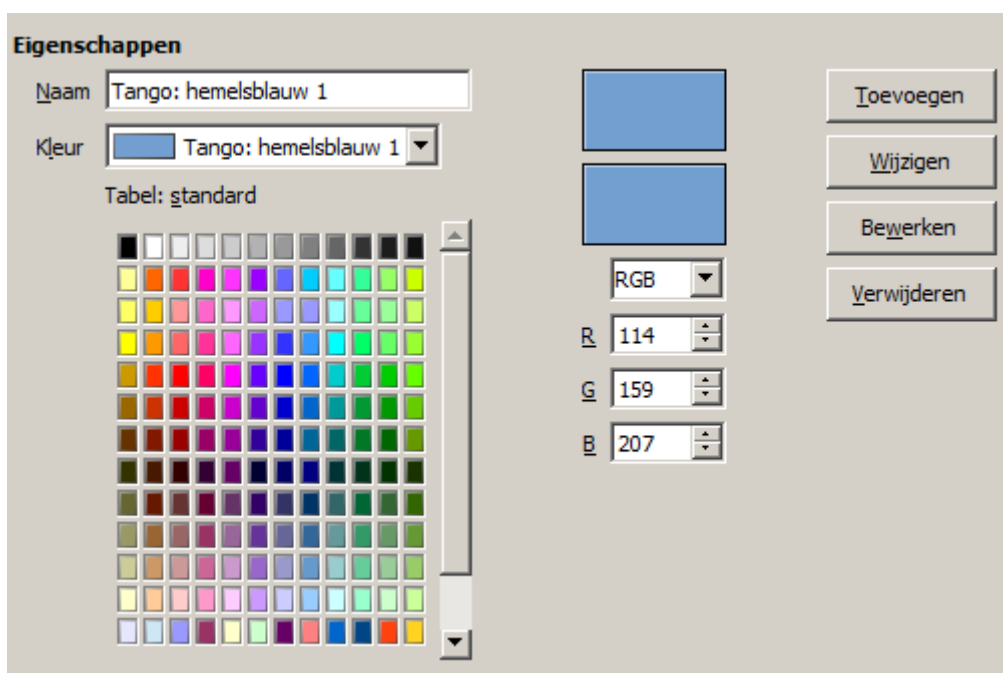 Eigenschappen
Naam Tango: hemelsblauw 1
Kleur Tango: hemelsblauw 1
Tabel: standard
RGB
R 114
G 159
B 207
Toevoegen
Wijzigen
Bewerken
Verwijderen